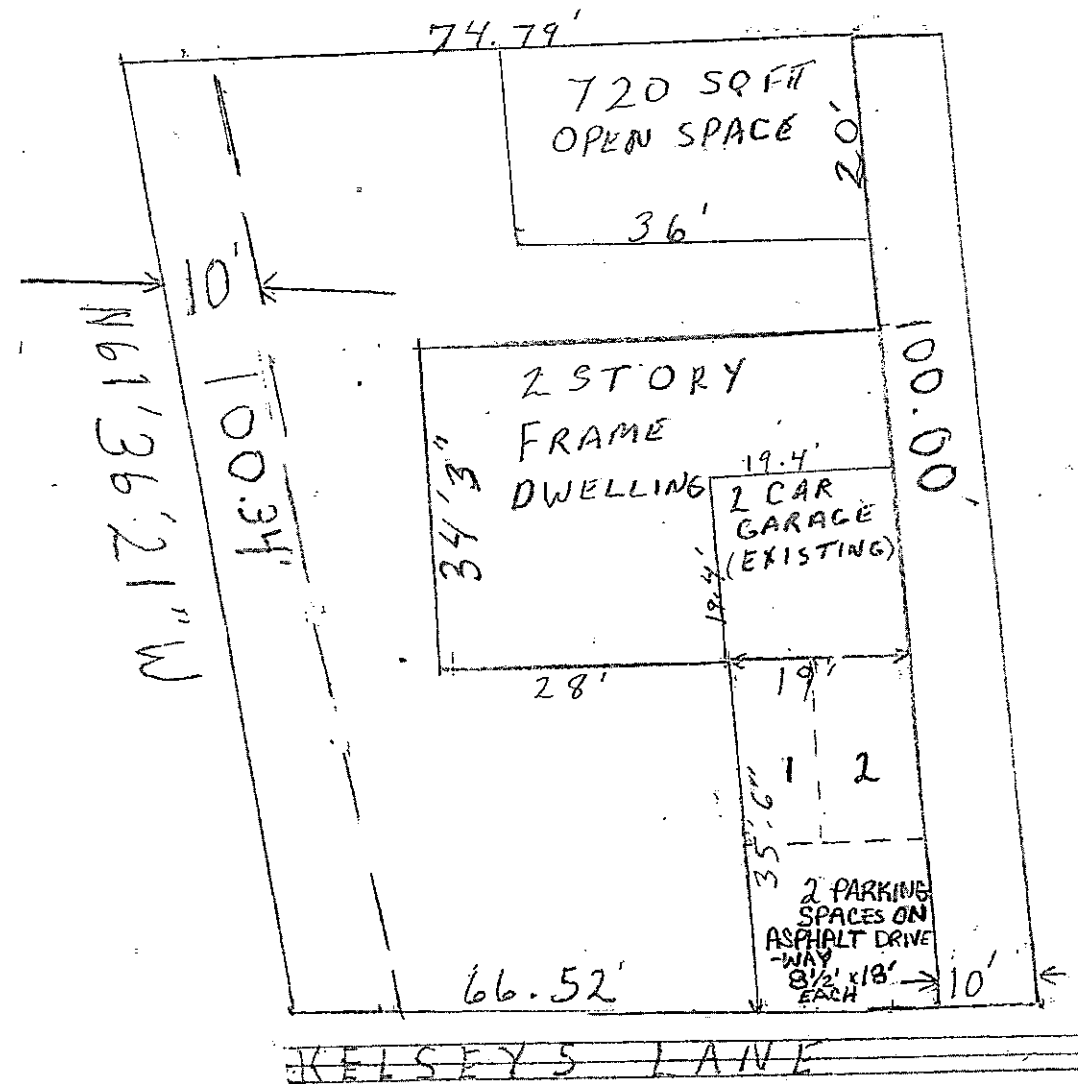 74.79'
720 SQ FT
OPEN SPACE
20'
36'
10'
N61'36'21"W
100.34'
2 STORY
FRAME
DWELLING
34'3"
28'
19.4'
2 CAR
GARAGE
(EXISTING)
19.4'
100.00'
19'
1 2
35'.6"
2 PARKING
SPACES ON
ASPHALT DRIVE
-WAY
8½' x18'
EACH
10'
66.52'
KELSEYS LANE